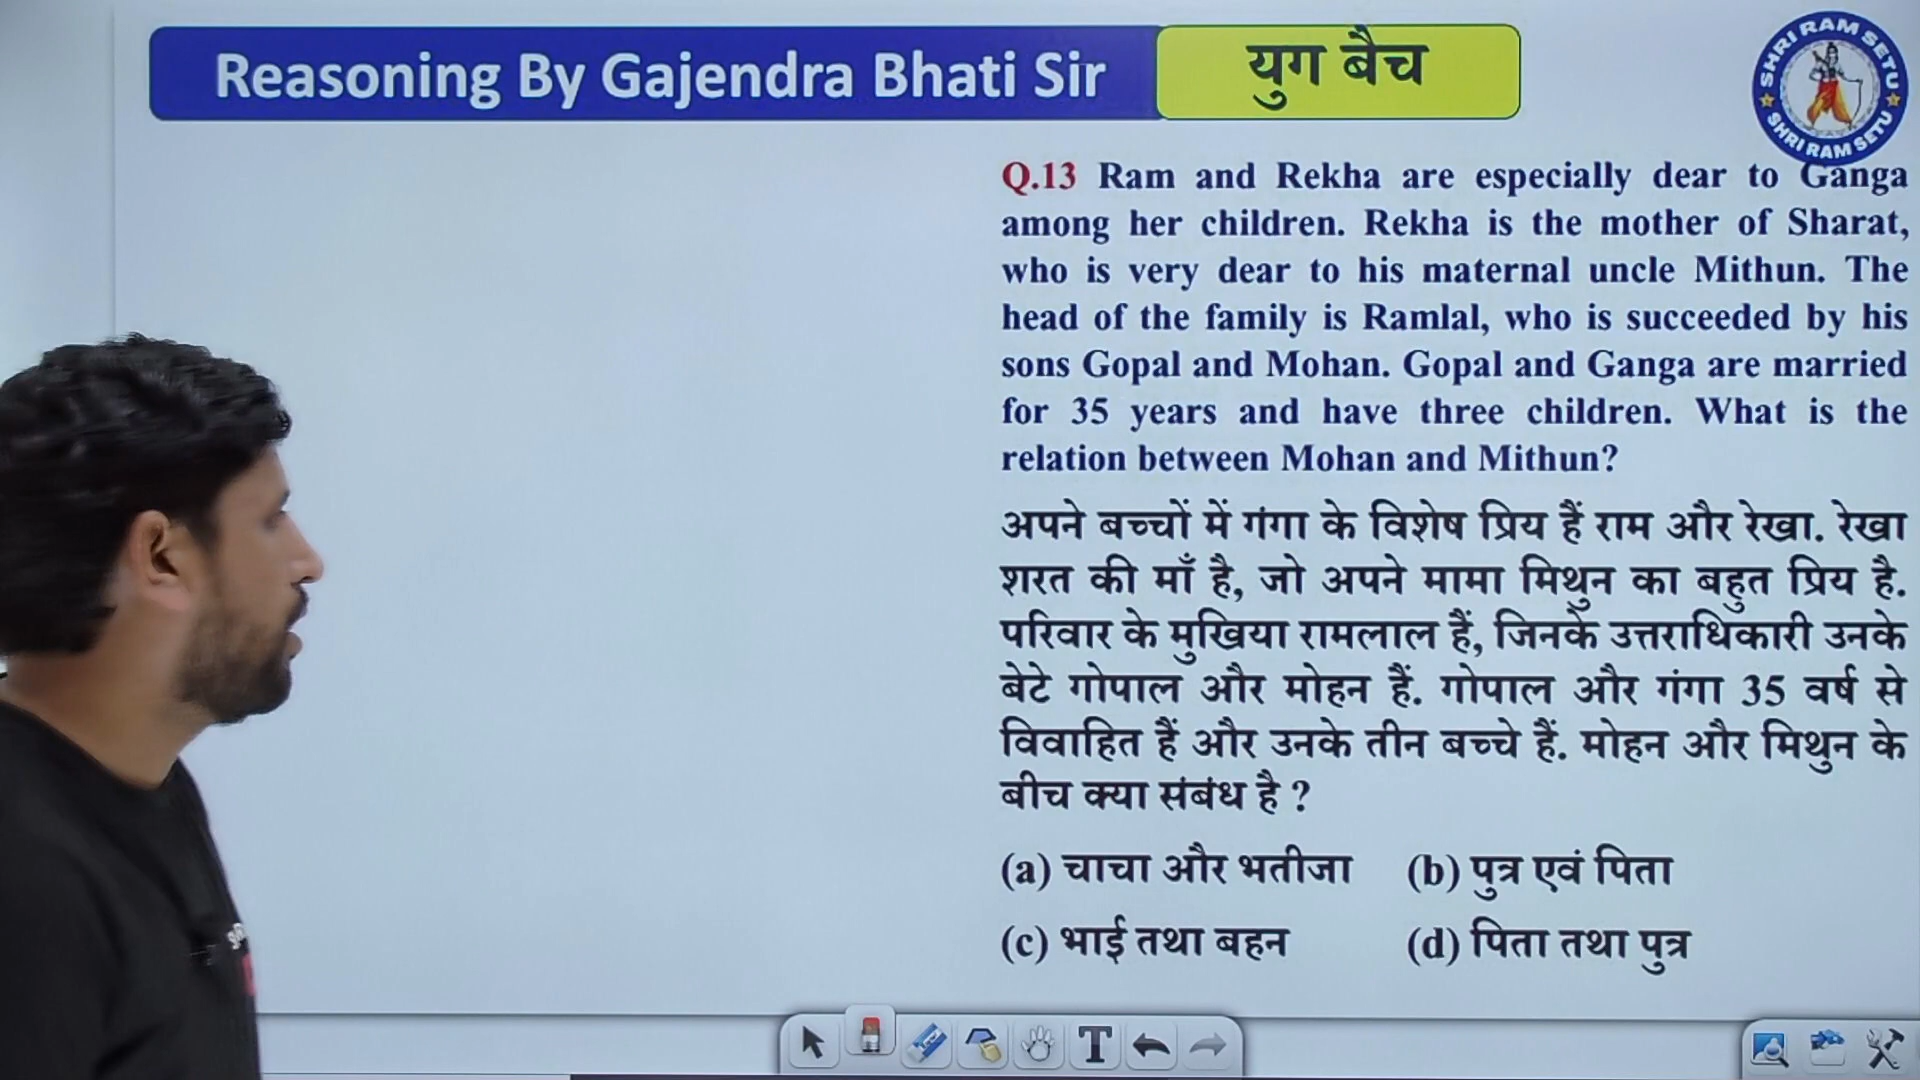 Reasoning By Gajendra Bhati Sir
युग बैच
SHRI RAM SETU
SHRI RAM SETU
Q.13 Ram and Rekha are especially dear to Ganga
among her children. Rekha is the mother of Sharat,
who is very dear to his maternal uncle Mithun. The
head of the family is Ramlal, who is succeeded by his
sons Gopal and Mohan. Gopal and Ganga are married
for 35 years and have three children. What is the
relation between Mohan and Mithun?
अपने बच्चों में गंगा के विशेष प्रिय हैं राम और रेखा. रेखा
शरत की माँ है, जो अपने मामा मिथुन का बहुत प्रिय है.
परिवार के मुखिया रामलाल हैं, जिनके उत्तराधिकारी उनके
बेटे गोपाल और मोहन हैं. गोपाल और गंगा 35 वर्ष से
विवाहित हैं और उनके तीन बच्चे हैं. मोहन और मिथुन के
बीच क्या संबंध है ?
(a) चाचा और भतीजा (b) पुत्र एवं पिता
(c) भाई तथा बहन (d) पिता तथा पुत्र
T